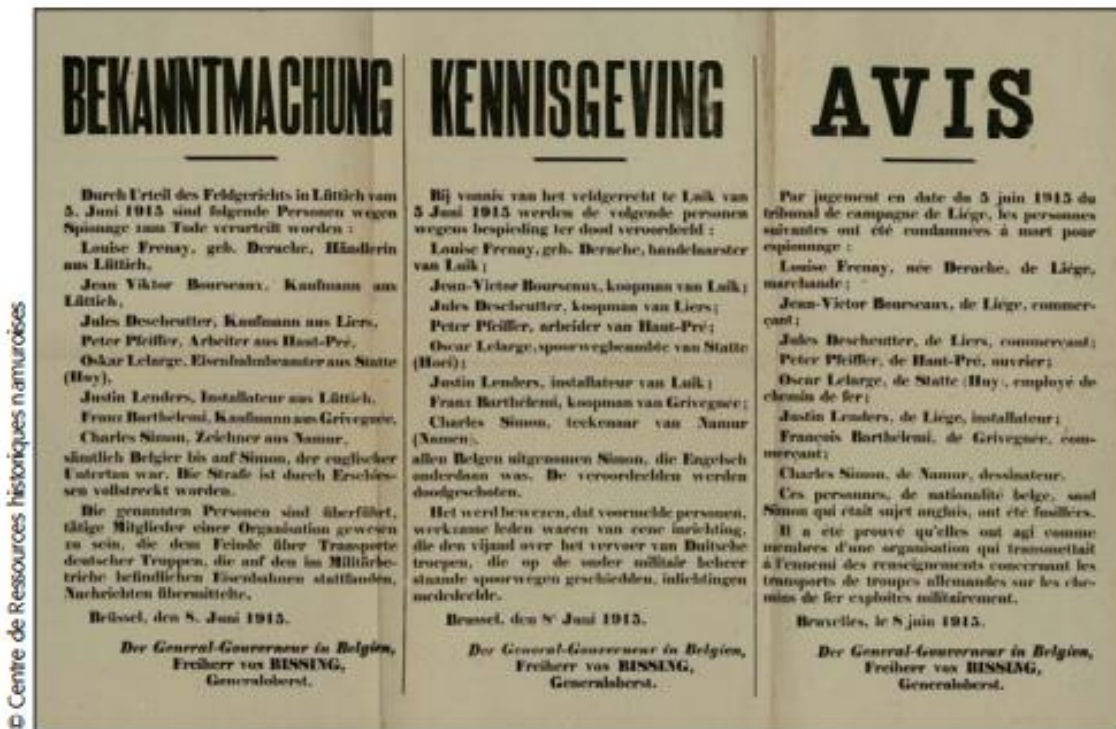 © Centre de Ressources historiques namuroises
BEKANNTMACHUNG
Durch Urteil des Feldgerichts in Lüttich vom
5. Juni 1915 sind folgende Personen wegen
Spionage zum Tode verurteilt worden :
Louise Frenay, geb. Derache, Händlerin
aus Lüttich,
Jean Viktor Bourseaux, Kaufmann aus
Lüttich,
Jules Descheutter, Kaufmann aus Liers,
Peter Pfeiffer, Arbeiter aus Haut-Pré,
Oskar Lelarge, Eisenbahnbeamter aus Statte
(Huy),
Justin Lenders, Installateur aus Lüttich,
Franz Barthélemi, Kaufmann aus Grivegnée,
Charles Simon, Zeichner aus Namur,
sämtlich Belgier bis auf Simon, der englischer
Untertan war. Die Strafe ist durch Erschies-
sen vollstreckt worden.
Die genannten Personen sind überführt,
tätige Mitglieder einer Organisation gewesen
zu sein, die dem Feinde über Transporte
deutscher Truppen, die auf den im Militärbe-
triebe befindlichen Eisenbahnen stattfanden,
Nachrichten übermittelte.
Brüssel, den 8. Juni 1915.
Der General-Gouverneur in Belgien,
Freiherr von BISSING,
Generaloberst.
KENNISGEVING
Bij vonnis van het veldgerecht te Luik van
5 Juni 1915 werden de volgende personen
wegens bespieding ter dood veroordeeld :
Louise Frenay, geb. Derache, handelaarster
van Luik ;
Jean-Victor Bourseaux, koopman van Luik ;
Jules Descheutter, koopman van Liers ;
Peter Pfeiffer, arbeider van Haut-Pré ;
Oscar Lelarge, spoorwegbeambte van Statte
(Hoei) ;
Justin Lenders, installateur van Luik ;
Franz Barthélemi, koopman van Grivegnée ;
Charles Simon, teekenaar van Namur
(Namen),
allen Belgen uitgenomen Simon, die Engelsch
onderdaan was. De veroordeelden werden
doodgeschoten.
Het werd bewezen, dat voormelde personen,
werkzame leden waren van eene inrichting,
die den vijand over het vervoer van Duitsche
troepen, die op de onder militair beheer
staande spoorwegen geschiedden, inlichtingen
mededeelde.
Brussel, den 8n Juni 1915.
Der General-Gouverneur in Belgien,
Freiherr von BISSING,
Generaloberst.
AVIS
Par jugement en date du 5 juin 1915 du
tribunal de campagne de Liége, les personnes
suivantes ont été condamnées à mort pour
espionnage :
Louise Frenay, née Derache, de Liége,
marchande ;
Jean-Victor Bourseaux, de Liége, commer-
çant ;
Jules Descheutter, de Liers, commerçant ;
Peter Pfeiffer, de Haut-Pré, ouvrier ;
Oscar Lelarge, de Statte (Huy), employé de
chemin de fer ;
Justin Lenders, de Liége, installateur ;
François Barthélemi, de Grivegnée, com-
merçant ;
Charles Simon, de Namur, dessinateur.
Ces personnes, de nationalité belge, sauf
Simon qui était sujet anglais, ont été fusillées.
Il a été prouvé qu'elles ont agi comme
membres d'une organisation qui transmettait
à l'ennemi des renseignements concernant les
transports de troupes allemandes sur les che-
mins de fer exploités militairement.
Bruxelles, le 8 juin 1915.
Der General-Gouverneur in Belgien,
Freiherr von BISSING,
Generaloberst.